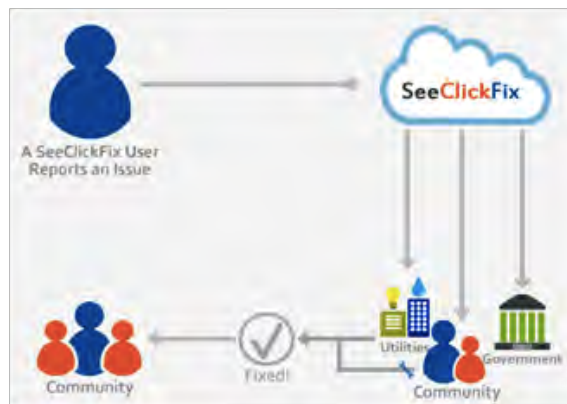 SeeClickFix
A SeeClickFix User
Reports an Issue
Utilities
Government
Community
Fixed!
Community